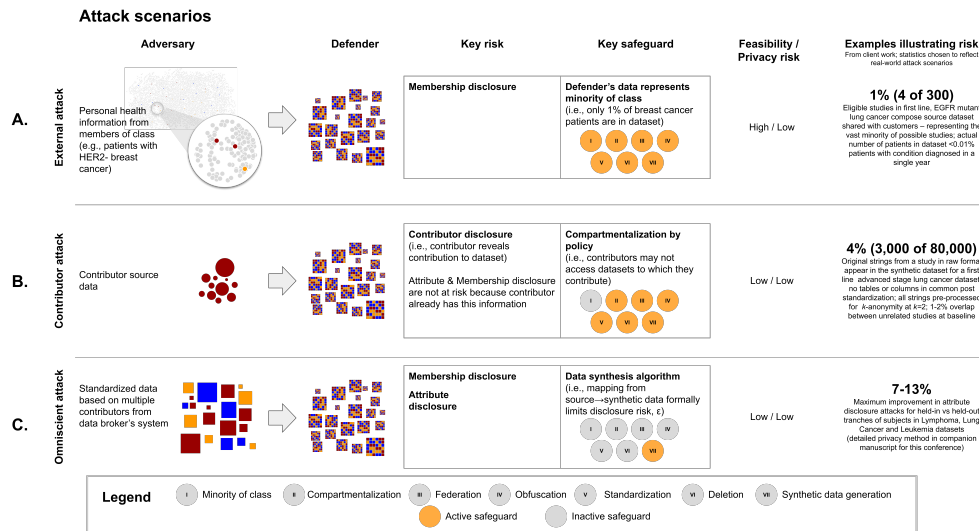 Attack scenarios
Adversary
Defender
Key risk
Key safeguard
Feasibility /
Privacy risk
Examples illustrating risk
From client work; statistics chosen to reflect
real-world attack scenarios
A.
External attack
Personal health
information from
members of class
(e.g., patients with
HER2- breast
cancer)
Membership disclosure
Defender's data represents
minority of class
(i.e., only 1% of breast cancer
patients are in dataset)
I II III IV
V VI VII
High / Low
1% (4 of 300)
Eligible studies in first line, EGFR mutant
lung cancer compose source dataset
shared with customers – representing the
vast minority of possible studies; actual
number of patients in dataset <0.01%
patients with condition diagnosed in a
single year
B.
Contributor attack
Contributor source
data
Contributor disclosure
(i.e., contributor reveals
contribution to dataset)
Attribute & Membership disclosure
are not at risk because contributor
already has this information
Compartmentalization by
policy
(i.e., contributors may not
access datasets to which they
contribute)
I II III IV
V VI VII
Low / Low
4% (3,000 of 80,000)
Original strings from a study in raw format
appear in the synthetic dataset for a first
line advanced stage lung cancer dataset;
no tables or columns in common post
standardization; all strings pre-processed
for k-anonymity at k=2; 1-2% overlap
between unrelated studies at baseline
C.
Omniscient attack
Standardized data
based on multiple
contributors from
data broker's system
Membership disclosure
Attribute
disclosure
Data synthesis algorithm
(i.e., mapping from
source→synthetic data formally
limits disclosure risk, ε)
I II III IV
V VI VII
Low / Low
7-13%
Maximum improvement in attribute
disclosure attacks for held-in vs held-out
tranches of subjects in Lymphoma, Lung
Cancer and Leukemia datasets
(detailed privacy method in companion
manuscript for this conference)
Legend
I Minority of class II Compartmentalization III Federation IV Obfuscation V Standardization VI Deletion VII Synthetic data generation
Active safeguard Inactive safeguard